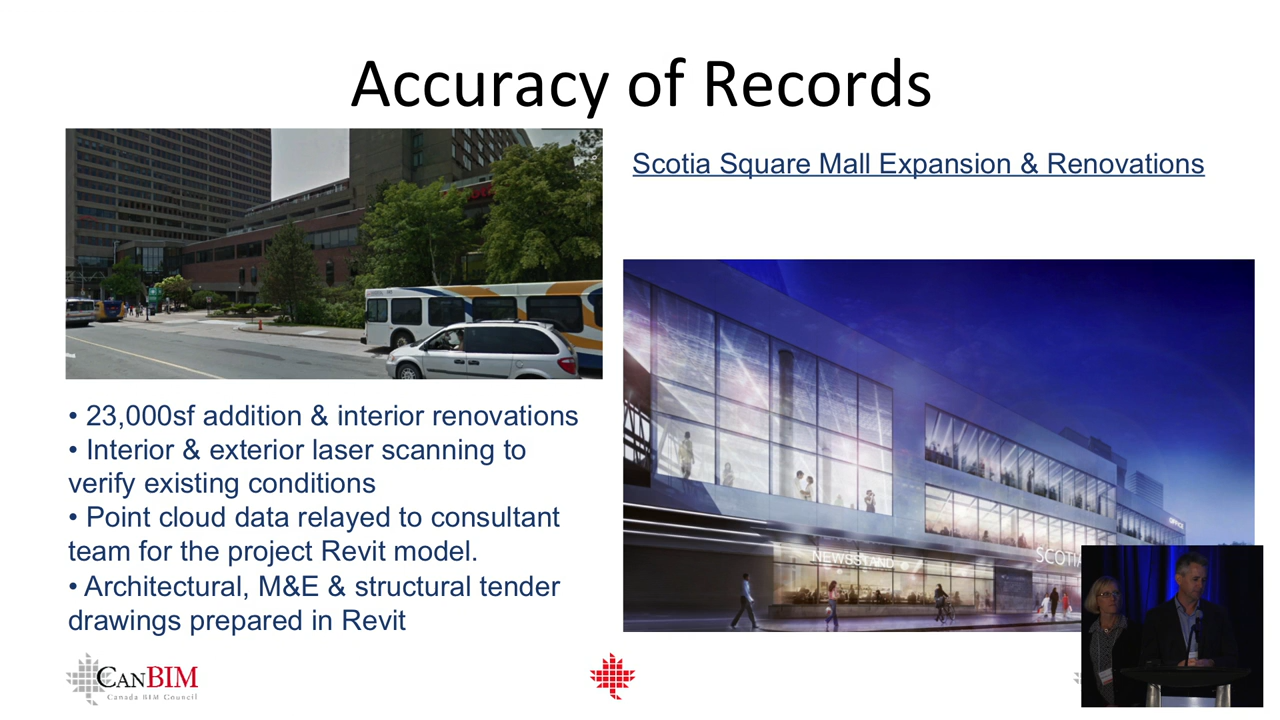 Accuracy of Records
Scotia Square Mall Expansion & Renovations
• 23,000sf addition & interior renovations
• Interior & exterior laser scanning to
verify existing conditions
• Point cloud data relayed to consultant
team for the project Revit model.
• Architectural, M&E & structural tender
drawings prepared in Revit
NEWSSTAND
SCOTIA
OFFICE
CANBIM
Canada BIM Council